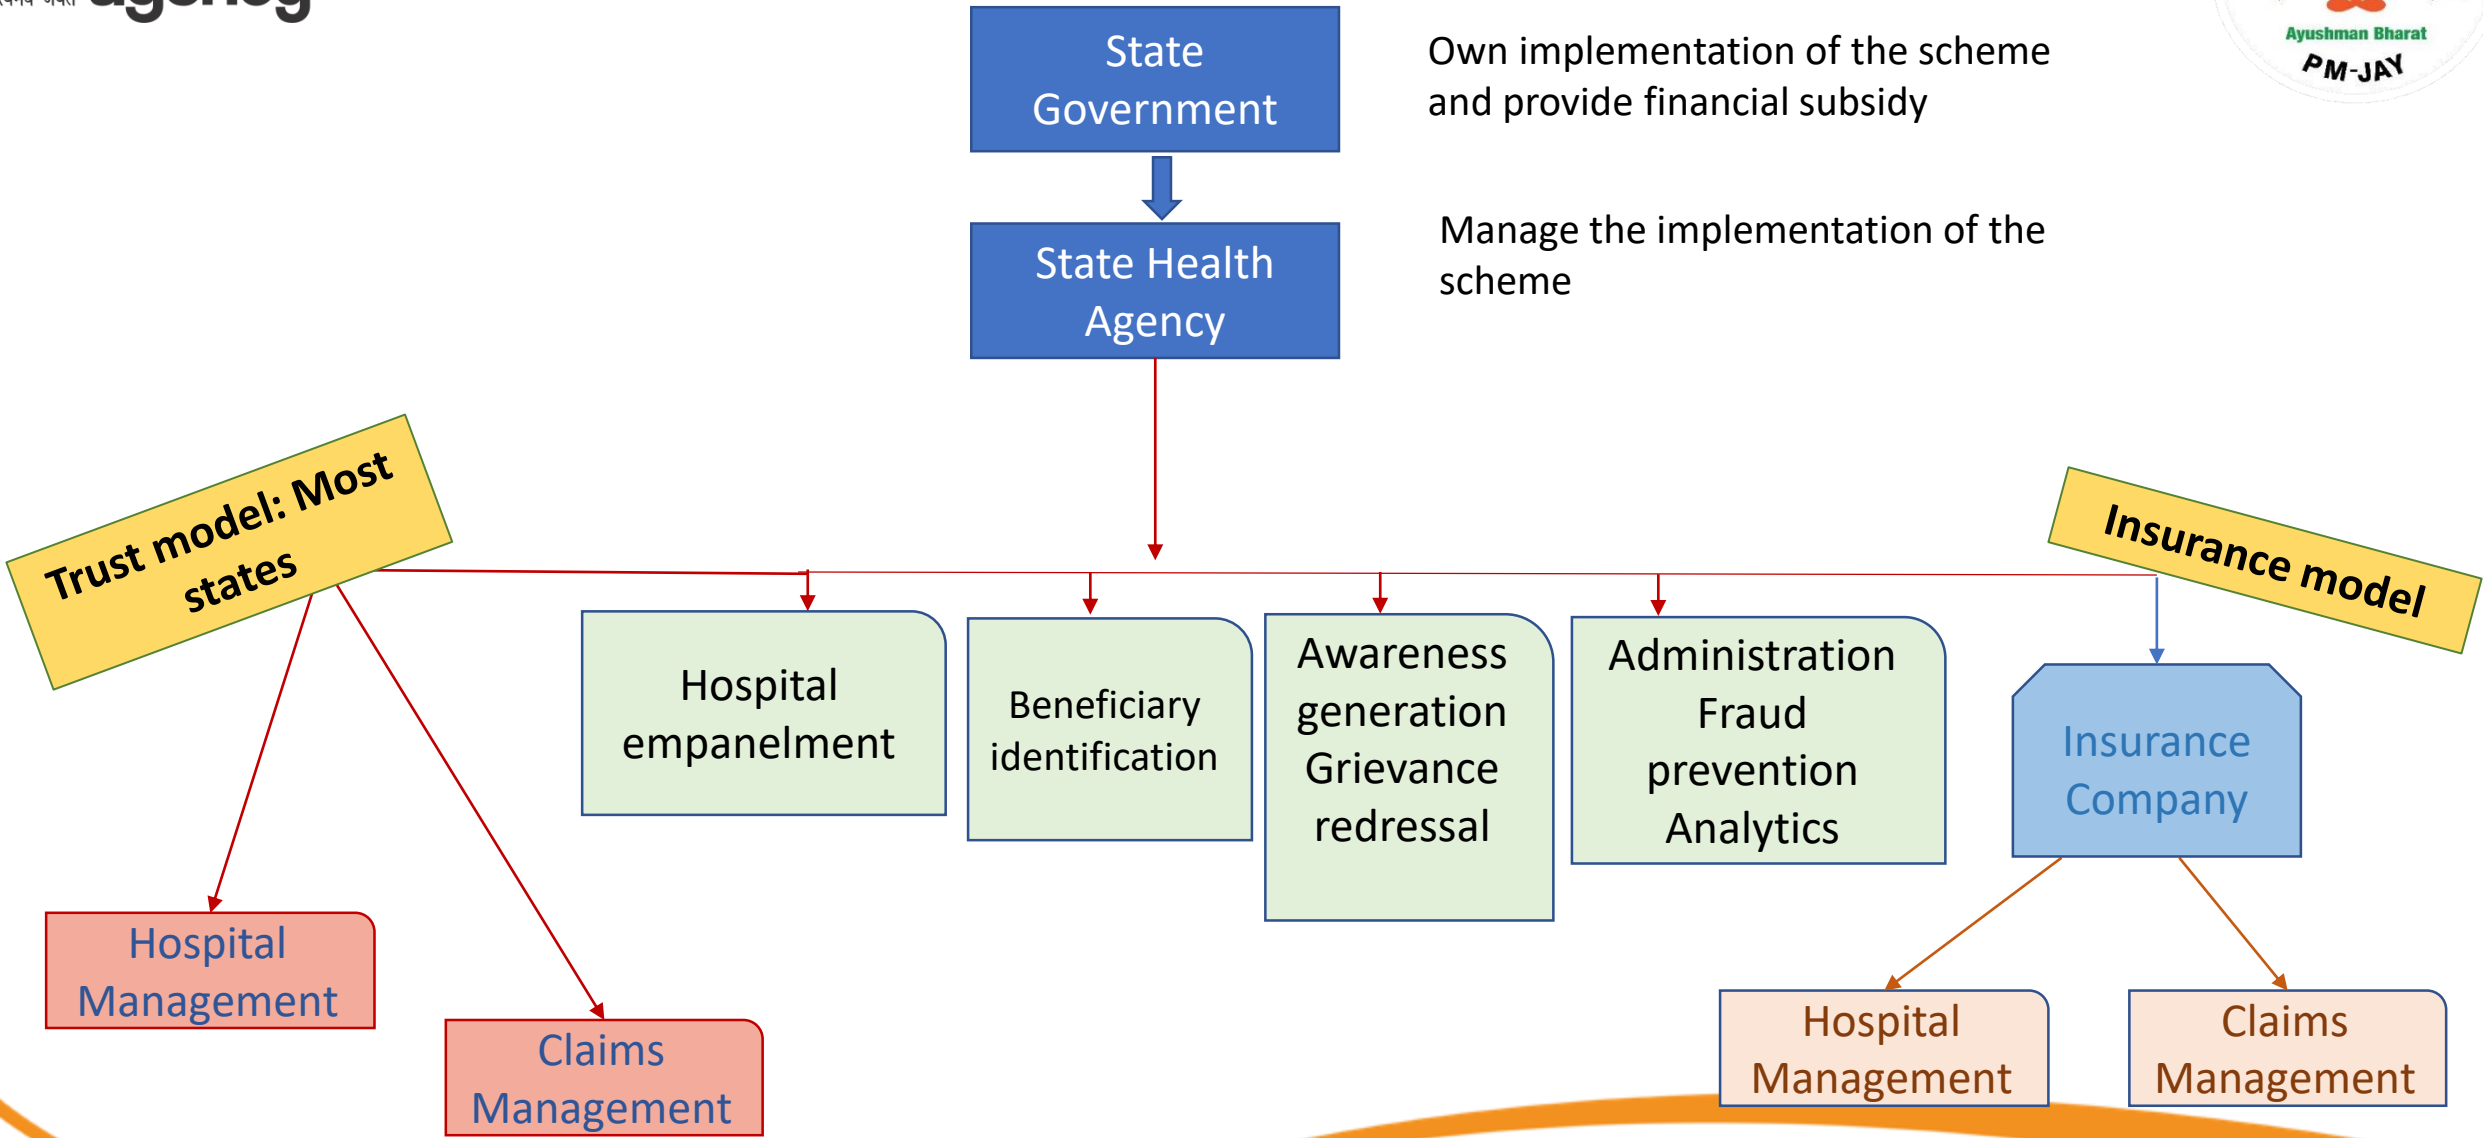 State
Government
Own implementation of the scheme
and provide financial subsidy
Ayushman Bharat
PM-JAY
State Health
Agency
Manage the implementation of the
scheme
Trust model: Most
states
Insurance model
Hospital
empanelment
Beneficiary
identification
Awareness
generation
Grievance
redressal
Administration
Fraud
prevention
Analytics
Insurance
Company
Hospital
Management
Claims
Management
Hospital
Management
Claims
Management